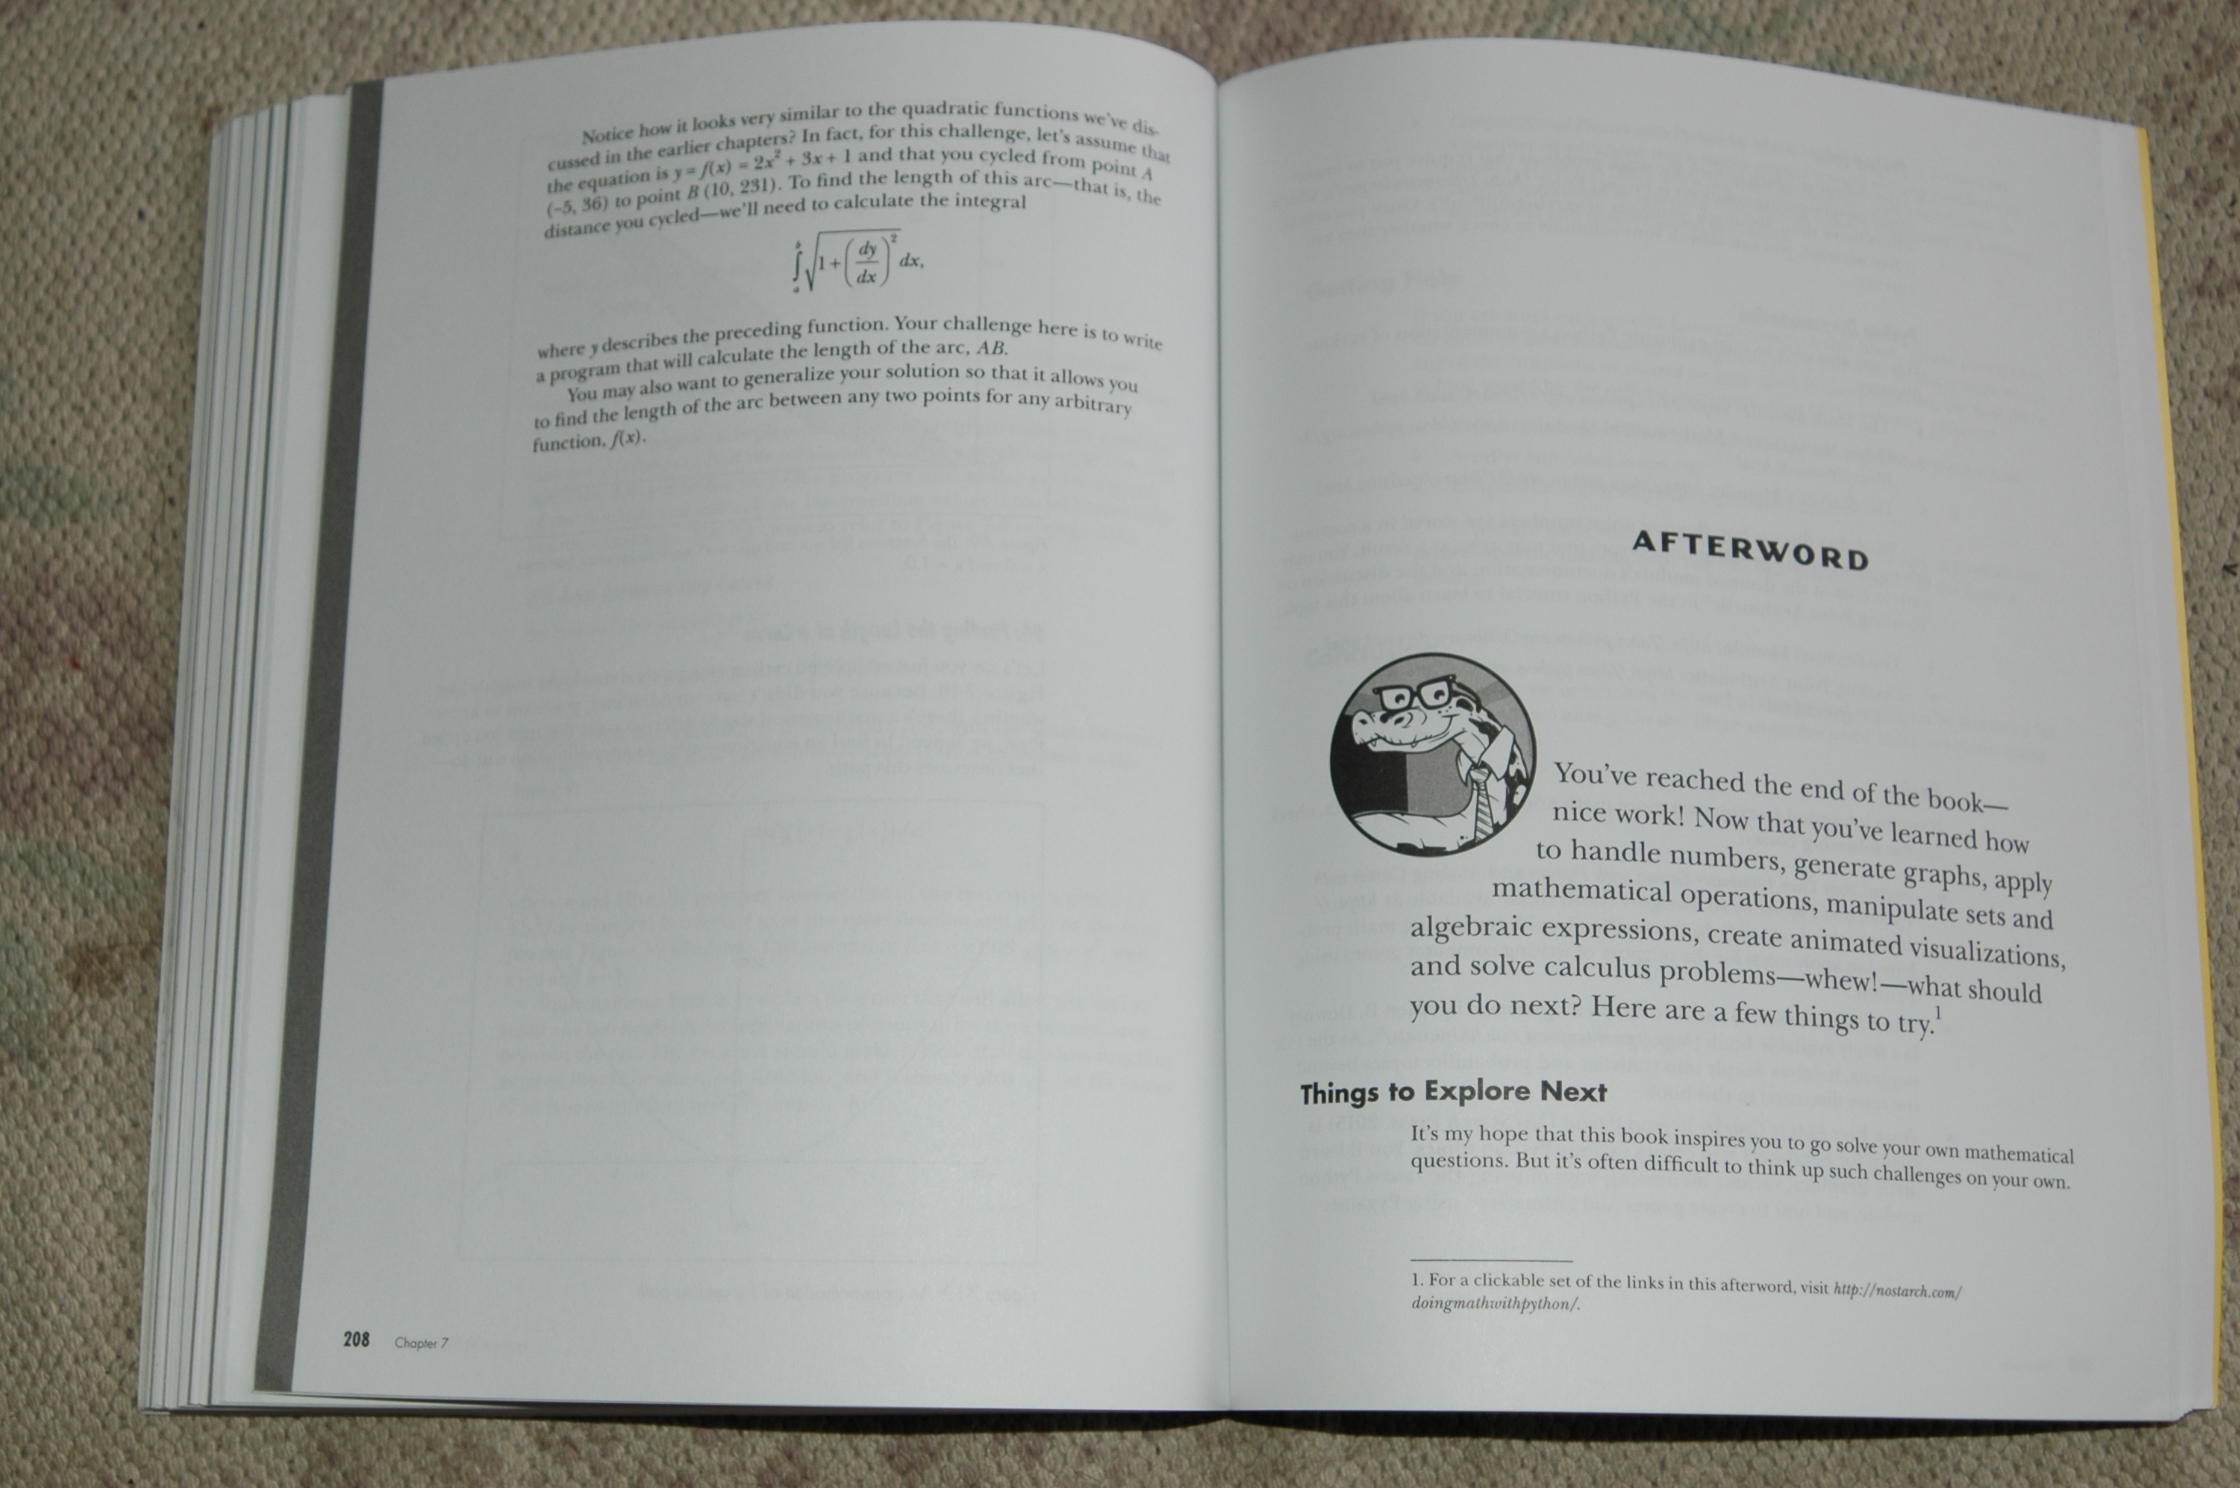 Notice how it looks very similar to the quadratic functions we've dis-
cussed in the earlier chapters? In fact, for this challenge, let's assume that
the equation is y = f(x) = 2x² + 3x + 1 and that you cycled from point A
(–5, 36) to point B (10, 231). To find the length of this arc—that is, the
distance you cycled—we'll need to calculate the integral
∫ₐᵇ √(1 + (dy/dx)²) dx,
where y describes the preceding function. Your challenge here is to write
a program that will calculate the length of the arc, AB.
You may also want to generalize your solution so that it allows you
to find the length of the arc between any two points for any arbitrary
function, f(x).
208 Chapter 7
AFTERWORD
You've reached the end of the book—
nice work! Now that you've learned how
to handle numbers, generate graphs, apply
mathematical operations, manipulate sets and
algebraic expressions, create animated visualizations,
and solve calculus problems—whew!—what should
you do next? Here are a few things to try.¹
Things to Explore Next
It's my hope that this book inspires you to go solve your own mathematical
questions. But it's often difficult to think up such challenges on your own.
1. For a clickable set of the links in this afterword, visit http://nostarch.com/
doingmathwithpython/.